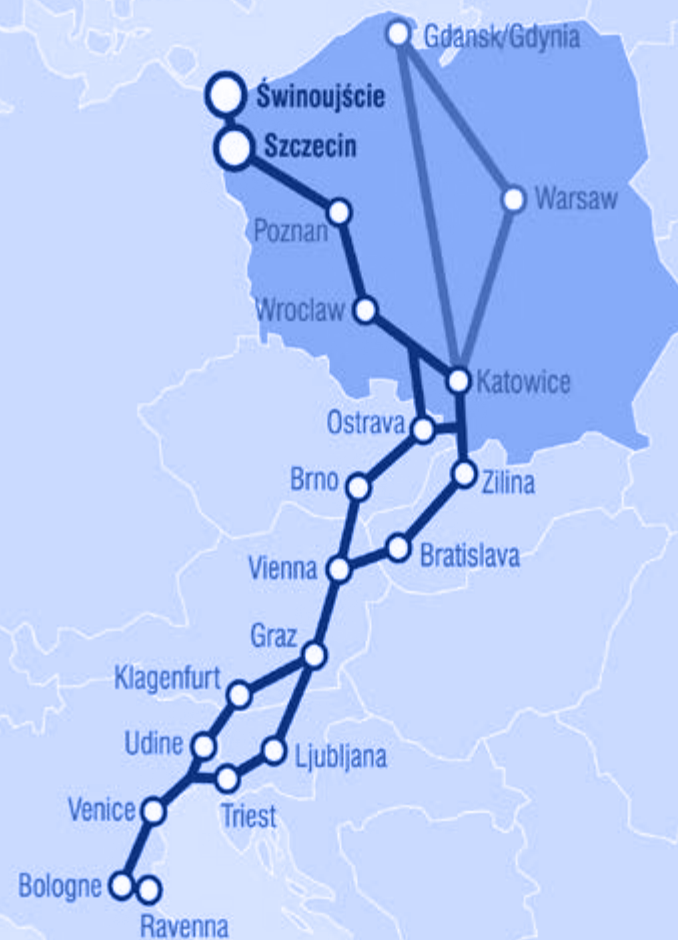 Gdańsk/Gdynia
Świnoujście
Szczecin
Warsaw
Poznan
Wroclaw
Katowice
Ostrava
Brno
Zilina
Bratislava
Vienna
Graz
Klagenfurt
Udine
Ljubljana
Venice
Triest
Bologne
Ravenna